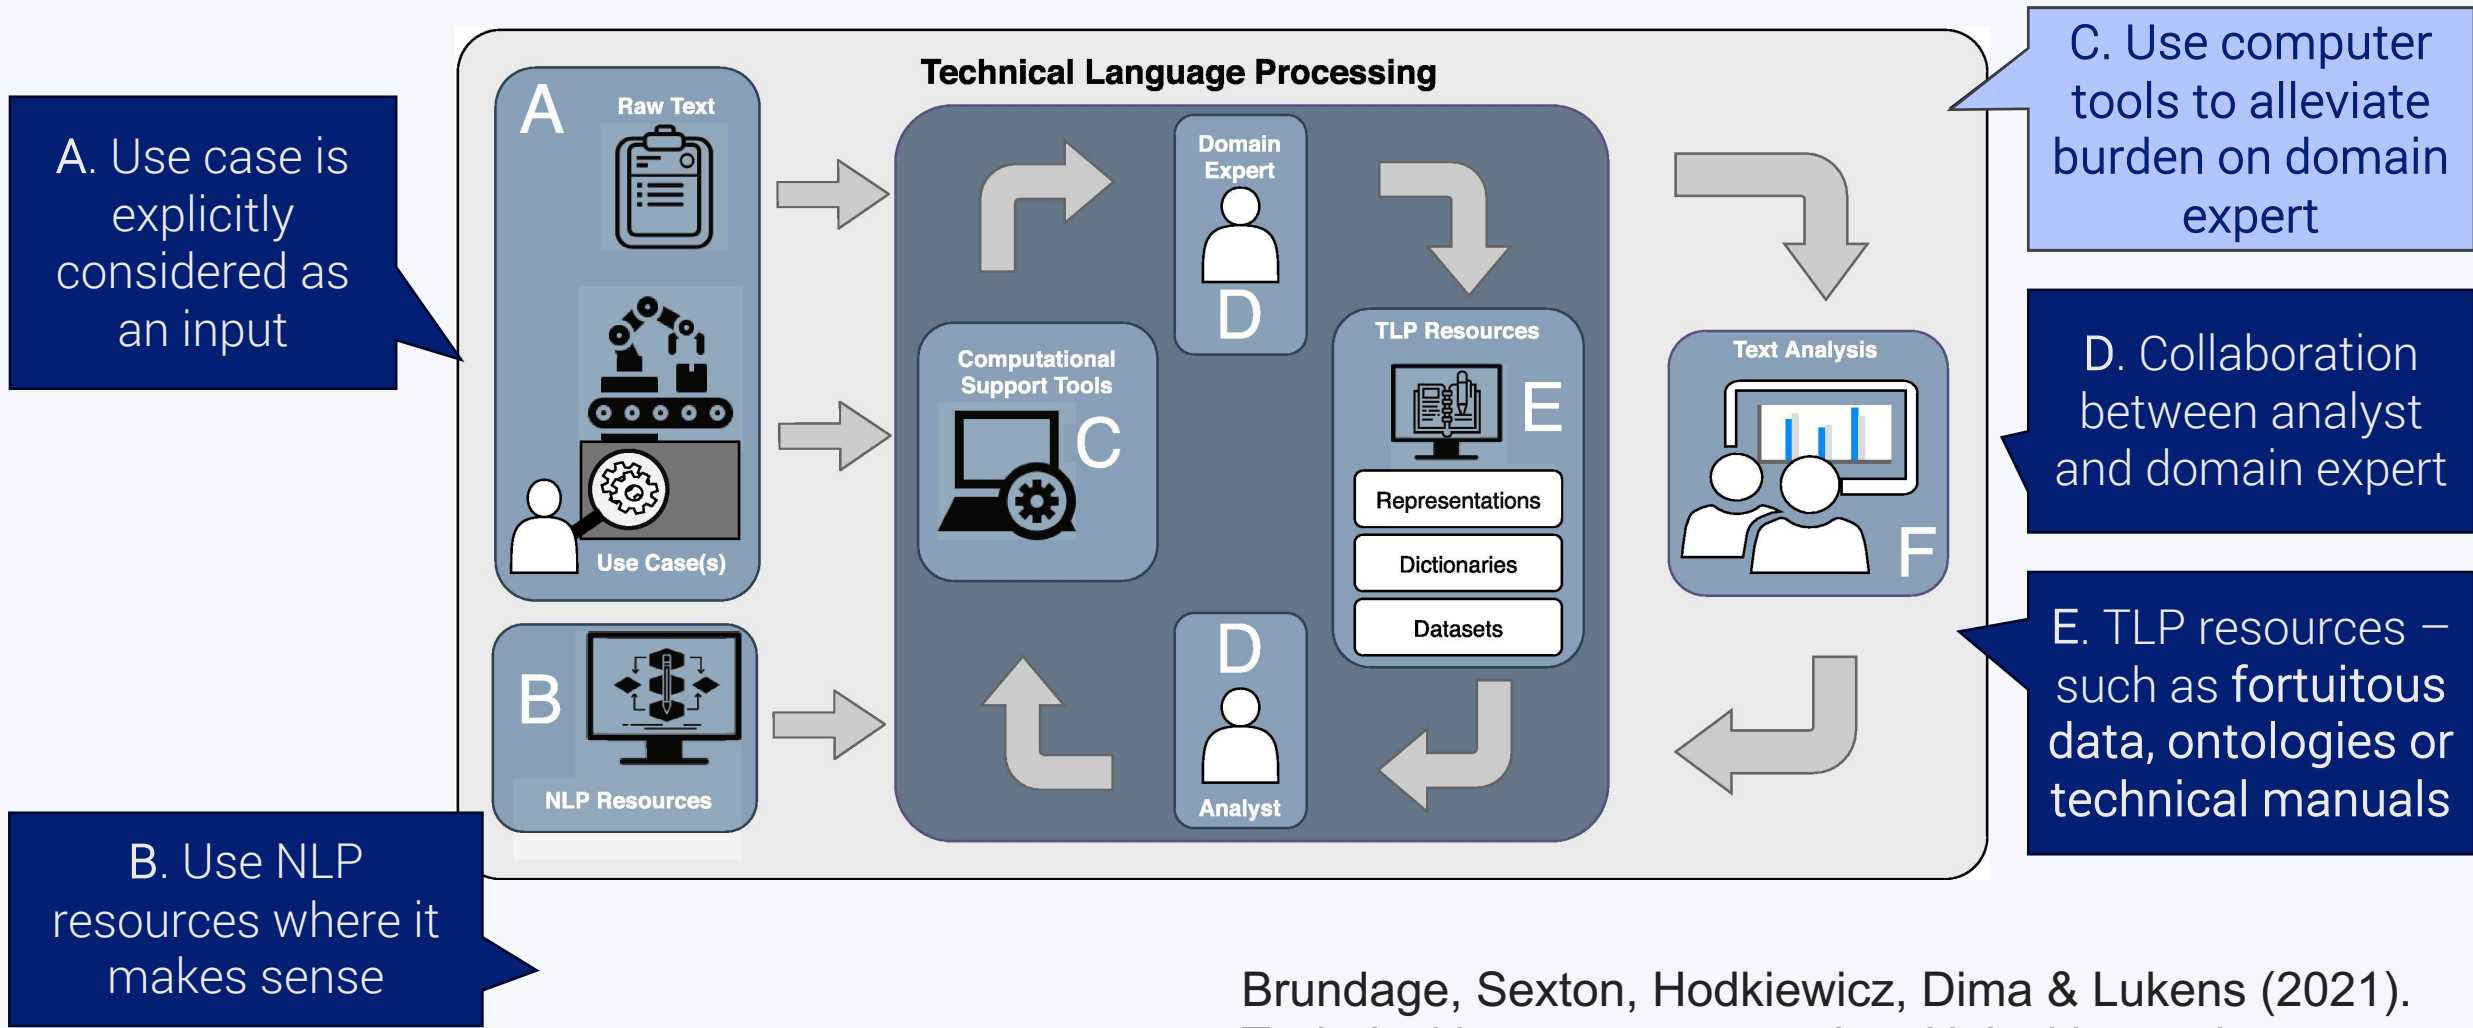 Technical Language Processing
A
Raw Text
Use Case(s)
B
NLP Resources
Domain
Expert
D
Computational
Support Tools
C
TLP Resources
E
Representations
Dictionaries
Datasets
D
Analyst
Text Analysis
F
A. Use case is
explicitly
considered as
an input
B. Use NLP
resources where it
makes sense
C. Use computer
tools to alleviate
burden on domain
expert
D. Collaboration
between analyst
and domain expert
E. TLP resources –
such as fortuitous
data, ontologies or
technical manuals
Brundage, Sexton, Hodkiewicz, Dima & Lukens (2021).